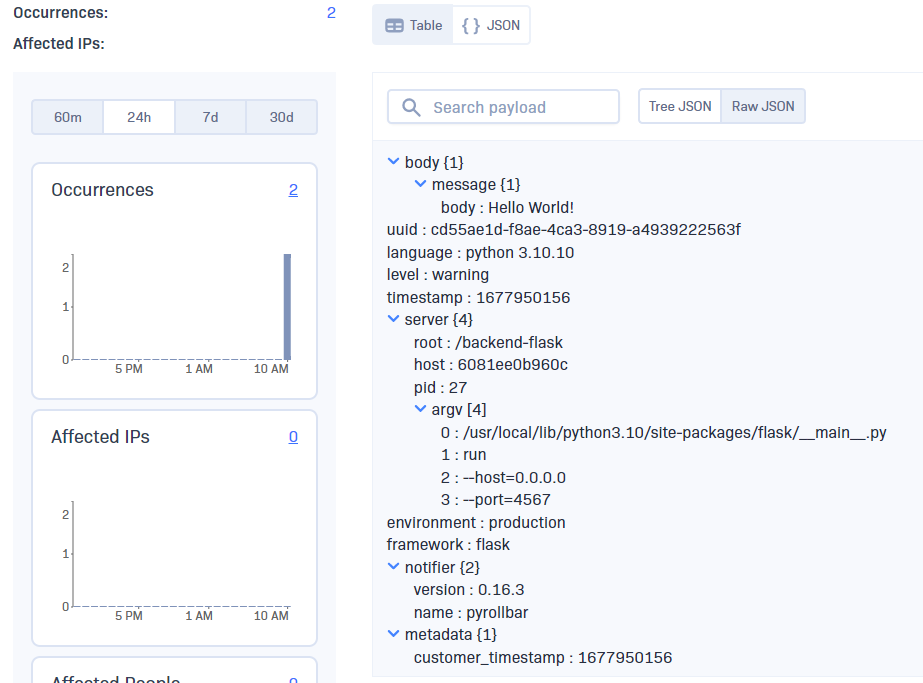 Occurrences: 2
Affected IPs:
60m 24h 7d 30d
Occurrences 2
2
1
0
5 PM 1 AM 10 AM
Affected IPs 0
2
1
0
5 PM 1 AM 10 AM
Affected People 0
Table { } JSON
Search payload
Tree JSON Raw JSON
body {1}
message {1}
body : Hello World!
uuid : cd55ae1d-f8ae-4ca3-8919-a4939222563f
language : python 3.10.10
level : warning
timestamp : 1677950156
server {4}
root : /backend-flask
host : 6081ee0b960c
pid : 27
argv [4]
0 : /usr/local/lib/python3.10/site-packages/flask/__main__.py
1 : run
2 : --host=0.0.0.0
3 : --port=4567
environment : production
framework : flask
notifier {2}
version : 0.16.3
name : pyrollbar
metadata {1}
customer_timestamp : 1677950156